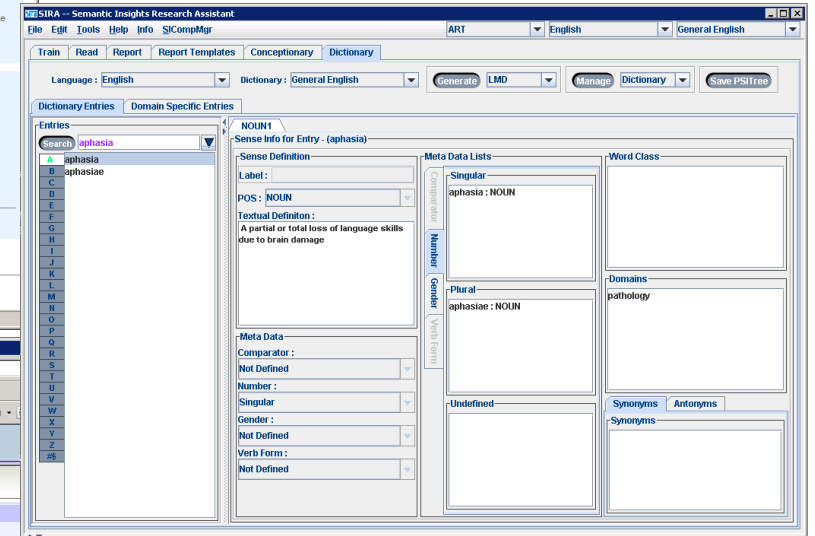 SIRA -- Semantic Insights Research Assistant
File Edit Tools Help Info SICompMgr ART English General English
Train Read Report Report Templates Conceptionary Dictionary
Language : English Dictionary : General English Generate LMD Manage Dictionary Save PSITree
Dictionary Entries Domain Specific Entries
Entries
Search aphasia
A
B
C
D
E
F
G
H
I
J
K
L
M
N
O
P
Q
R
S
T
U
V
W
X
Y
Z
#$
aphasia
aphasiae
NOUN1
Sense Info for Entry - (aphasia)
Sense Definition
Label :
POS : NOUN
Textual Definiton :
A partial or total loss of language skills
due to brain damage
Meta Data
Comparator :
Not Defined
Number :
Singular
Gender :
Not Defined
Verb Form :
Not Defined
Meta Data Lists
Comparator
Number
Gender
Verb Form
Singular
aphasia : NOUN
Plural
aphasiae : NOUN
Undefined
Word Class
Domains
pathology
Synonyms Antonyms
Synonyms